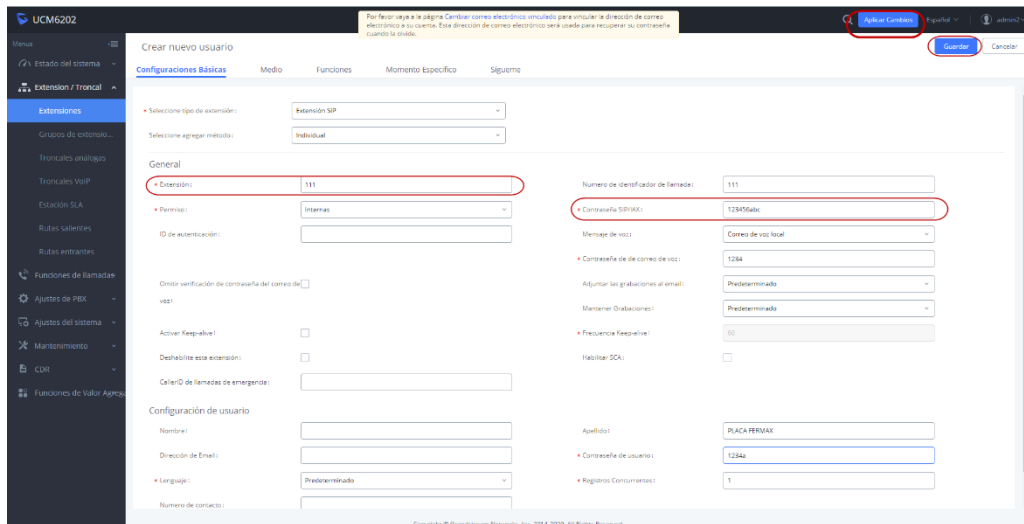 UCM6202
Por favor vaya a la página Cambiar correo electrónico vinculado para vincular la dirección de correo
electrónico a su cuenta. Esta dirección de correo electrónico será usada para recuperar su contraseña
cuando la olvide.
Aplicar Cambios
Español
admin2
Menus
Crear nuevo usuario
Guardar
Cancelar
Estado del sistema
Configuraciones Básicas Medio Funciones Momento Específico Sígueme
Extension / Troncal
Extensiones
Grupos de extensio...
Troncales análogas
Troncales VoIP
Estación SLA
Rutas salientes
Rutas entrantes
Funciones de llamadas
Ajustes de PBX
Ajustes del sistema
Mantenimiento
CDR
Funciones de Valor Agrega
* Seleccione tipo de extensión: Extensión SIP
Seleccione agregar método: Individual
General
* Extensión: 111 Numero de identificador de llamada: 111
* Permiso: Internas * Contraseña SIP/IAX: 123456abc
ID de autenticación: Mensaje de voz: Correo de voz local
* Contraseña de de correo de voz: 1234
Omitir verificación de contraseña del correo de
voz: Adjuntar las grabaciones al email: Predeterminado
Mantener Grabaciones: Predeterminado
Activar Keep-alive: * Frecuencia Keep-alive: 60
Deshabilite esta extensión: Habilitar SCA:
CallerID de llamadas de emergencia:
Configuración de usuario
Nombre: Apellido: PLACA FERMAX
Dirección de Email: * Contraseña de usuario: 1234a
* Lenguaje: Predeterminado * Registros Concurrentes: 1
Numero de contacto: